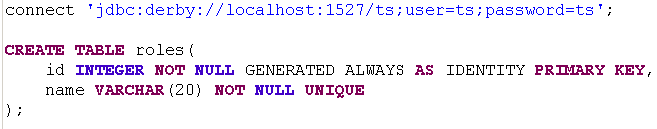 connect 'jdbc:derby://localhost:1527/ts;user=ts;password=ts';
CREATE TABLE roles(
id INTEGER NOT NULL GENERATED ALWAYS AS IDENTITY PRIMARY KEY,
name VARCHAR(20) NOT NULL UNIQUE
);